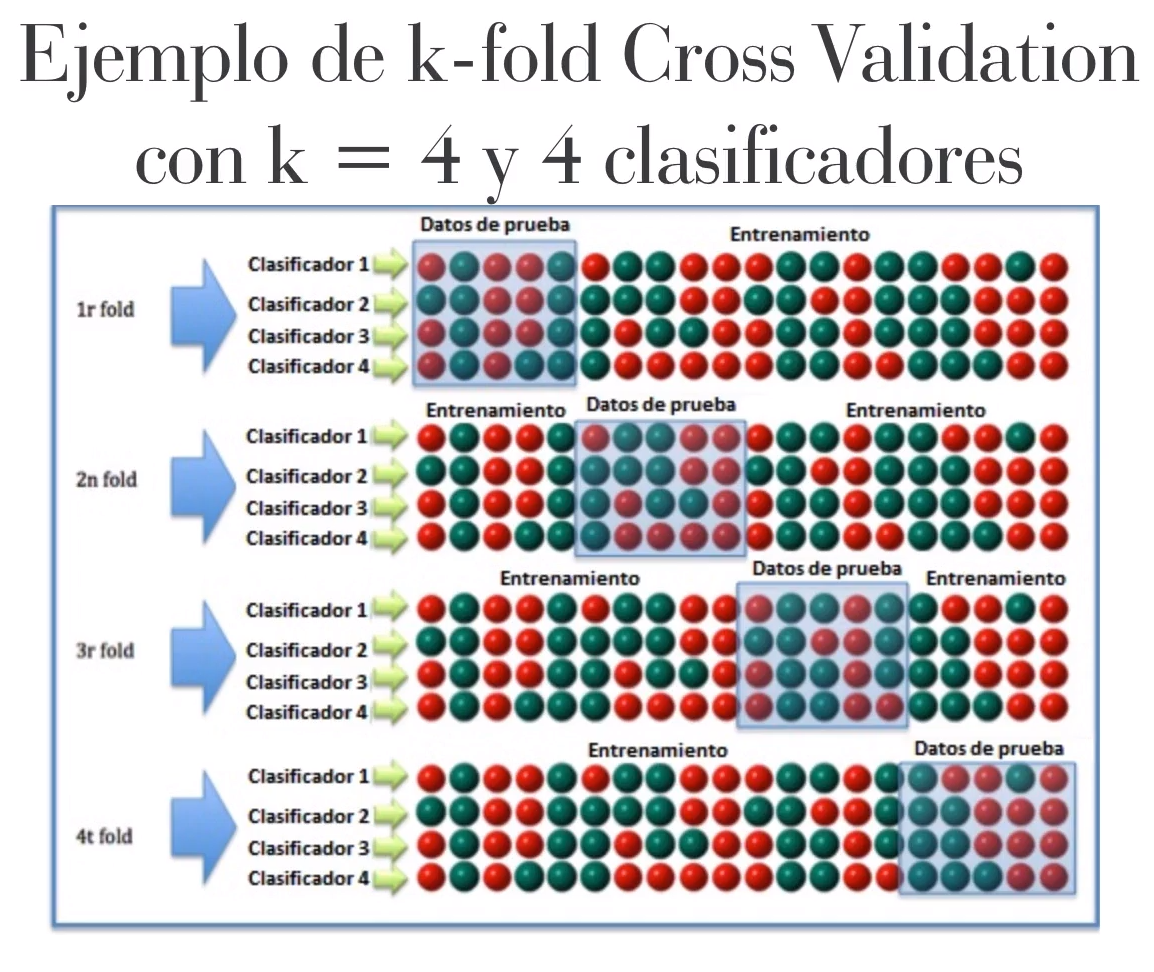 Ejemplo de k-fold Cross Validation
con k = 4 y 4 clasificadores
Datos de prueba
Entrenamiento
1r fold
Clasificador 1
Clasificador 2
Clasificador 3
Clasificador 4
Entrenamiento
Datos de prueba
Entrenamiento
2n fold
Clasificador 1
Clasificador 2
Clasificador 3
Clasificador 4
Entrenamiento
Datos de prueba
Entrenamiento
3r fold
Clasificador 1
Clasificador 2
Clasificador 3
Clasificador 4
Entrenamiento
Datos de prueba
4t fold
Clasificador 1
Clasificador 2
Clasificador 3
Clasificador 4